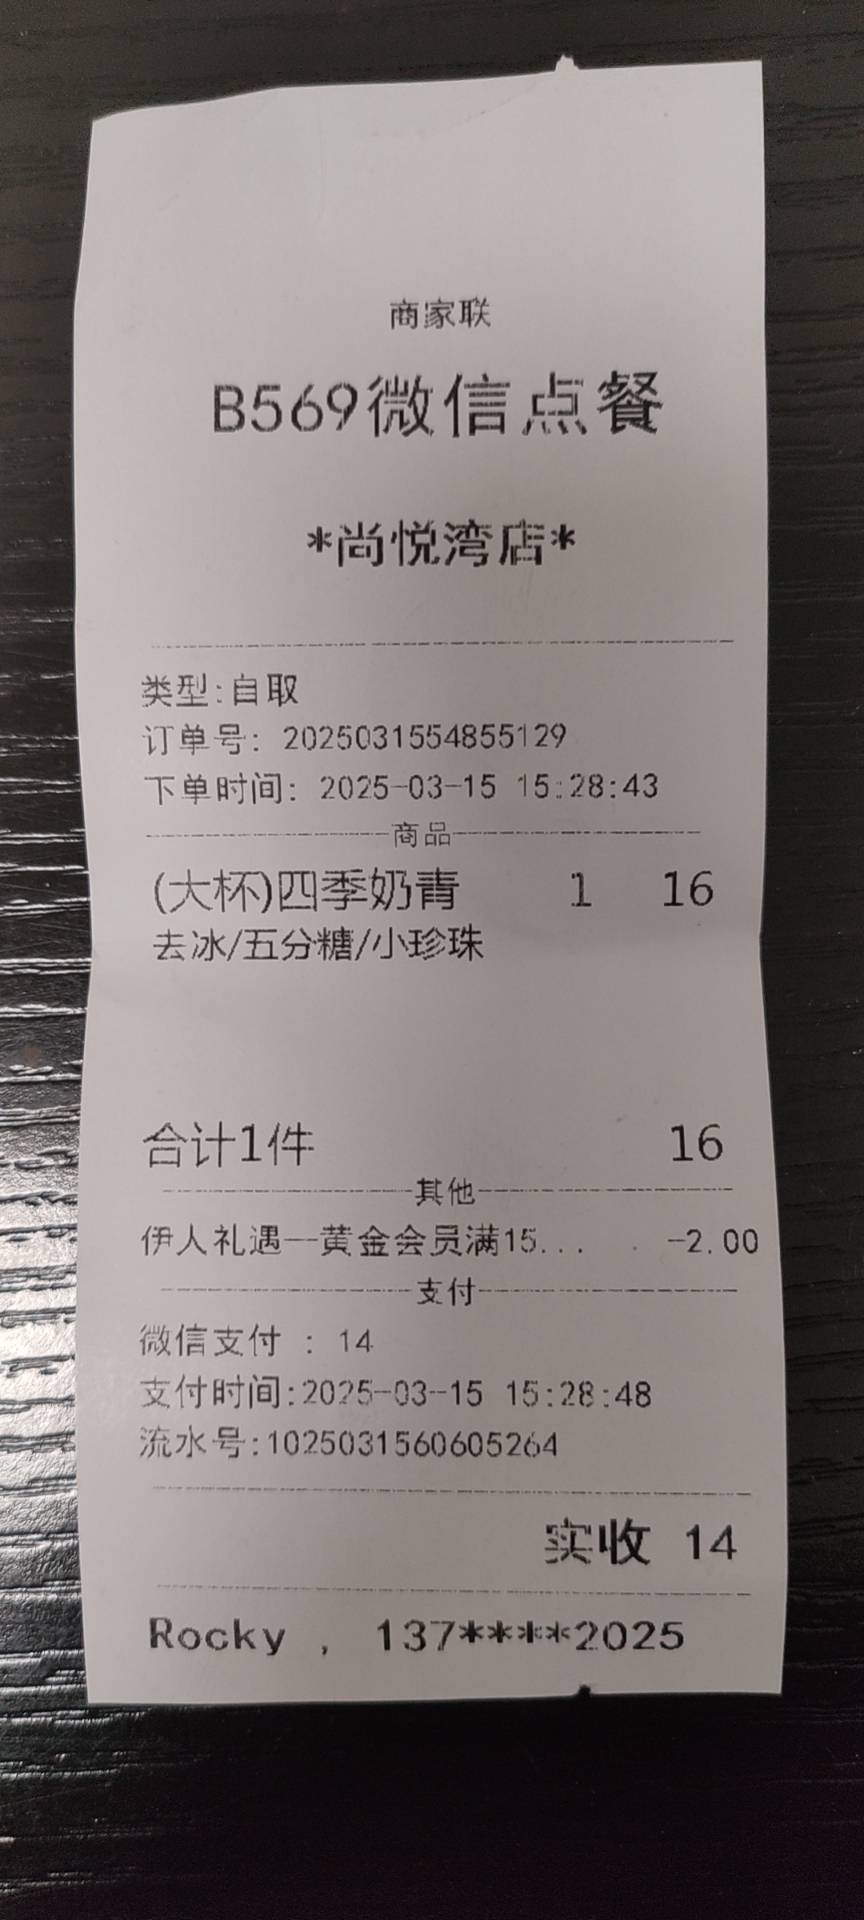 商家联
B569微信点餐
*尚悦湾店*
类型:自取
订单号: 2025031554855129
下单时间: 2025-03-15 15:28:43
商品
(大杯)四季奶青 1 16
去冰/五分糖/小珍珠
合计1件 16
其他
伊人礼遇—黄金会员满15... -2.00
支付
微信支付 : 14
支付时间:2025-03-15 15:28:48
流水号:1025031560605264
实收 14
Rocky , 137****2025